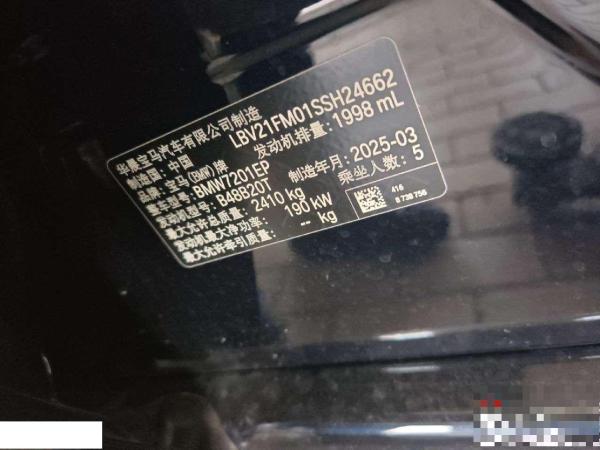 华晨宝马汽车有限公司制造
LBV21FM01SSH24662
制造国：中国
发动机排量：1998 mL
品牌：宝马(BMW)牌
整车型号：BMW7201EP
制造年月：2025-03
发动机型号：B48B20T
乘坐人数：5
最大允许总质量：2410 kg
发动机最大净功率：190 kW
最大允许牵引质量：-- kg
416
8 738 756